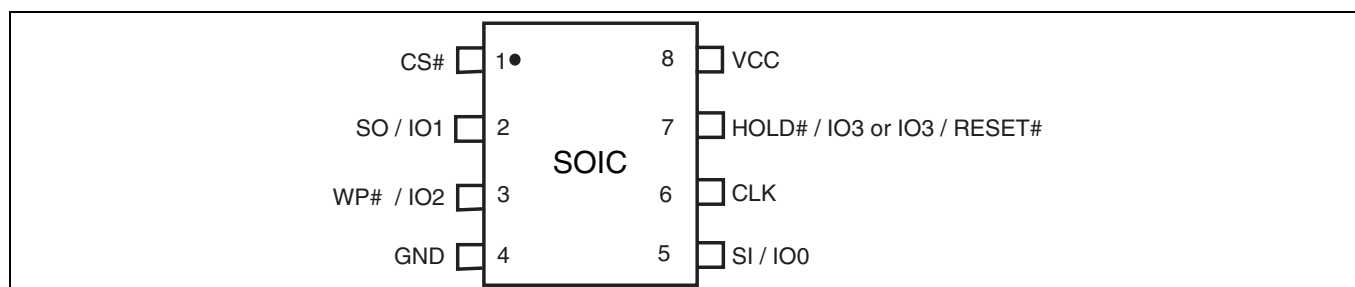 CS# 1 8 VCC
SO / IO1 2 7 HOLD# / IO3 or IO3 / RESET#
SOIC
WP# / IO2 3 6 CLK
GND 4 5 SI / IO0